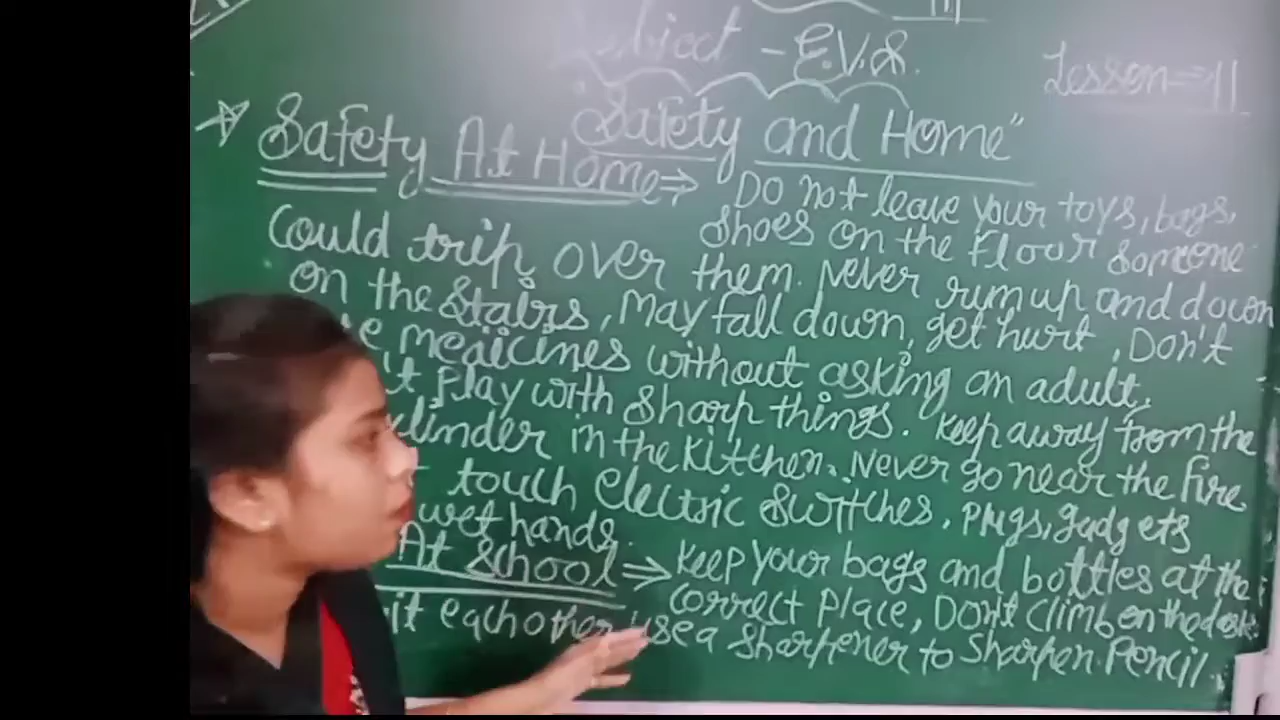 Subject - E.V.S.
Lesson = 11
Safety and Home"
Safety At Home ⇒ Do not leave your toys, bags,
shoes on the floor someone
Could trip over them. Never rum up and down
on the Stairs, May fall down, get hurt, Don't
medicines without asking an adult,
Play with sharp things. Keep away from the
in the Kitchen. Never go near the fire
touch electric Switches, Plugs, gadgets
wet hands.
At School ⇒ Keep your bags and bottles at the
correct Place, Don't climb on the desk.
each other use a sharpener to Sharpen Pencil.